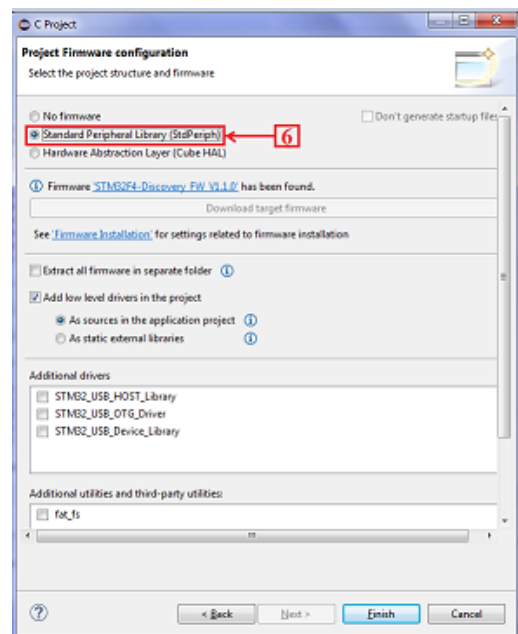 C Project
Project Firmware configuration
Select the project structure and firmware
No firmware
Don't generate startup files
Standard Peripheral Library (StdPeriph)
6
Hardware Abstraction Layer (Cube HAL)
Firmware 'STM32F4-Discovery_FW_V1.1.0' has been found.
Download target firmware
See 'Firmware Installation' for settings related to firmware installation
Extract all firmware in separate folder
Add low level drivers in the project
As sources in the application project
As static external libraries
Additional drivers
STM32_USB_HOST_Library
STM32_USB_OTG_Driver
STM32_USB_Device_Library
Additional utilities and third-party utilities:
fat_fs
< Back Next > Finish Cancel